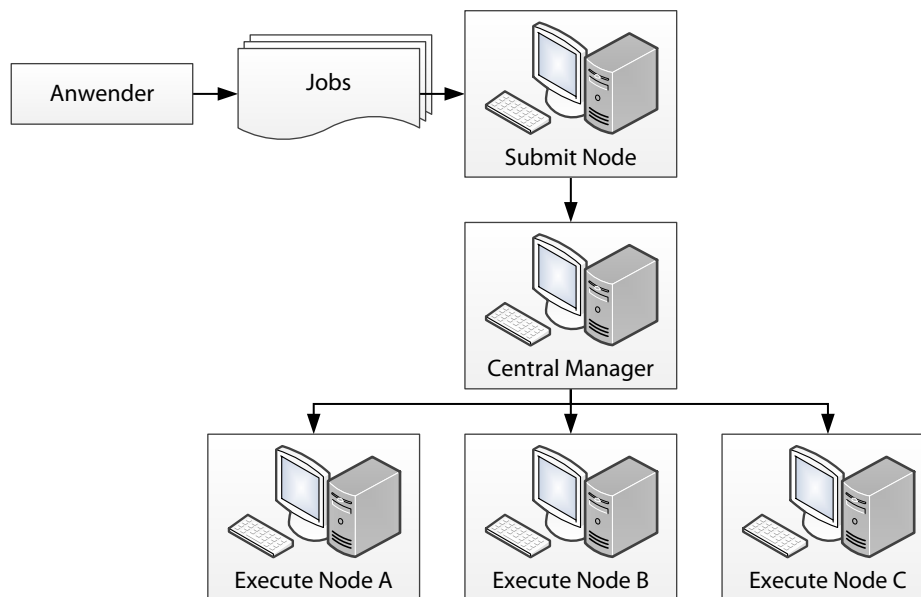 Anwender
Jobs
Submit Node
Central Manager
Execute Node A
Execute Node B
Execute Node C